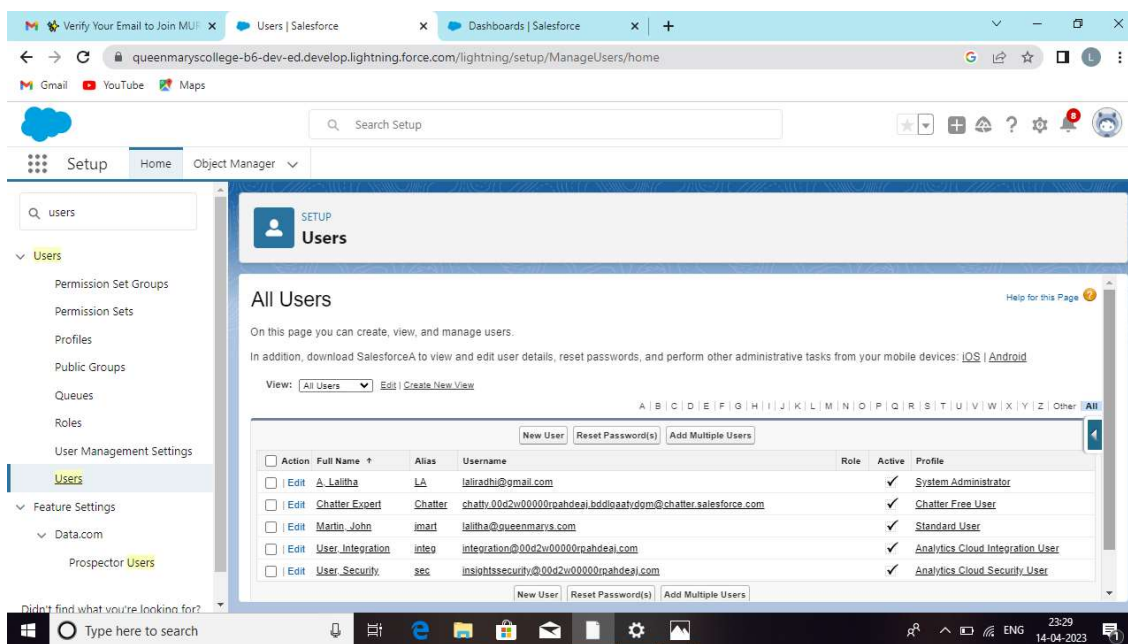 Verify Your Email to Join MUR
Users | Salesforce
Dashboards | Salesforce
queenmaryscollege-b6-dev-ed.develop.lightning.force.com/lightning/setup/ManageUsers/home
G
L
Gmail YouTube Maps
Search Setup
8
Setup Home Object Manager
users
Users
Permission Set Groups
Permission Sets
Profiles
Public Groups
Queues
Roles
User Management Settings
Users
Feature Settings
Data.com
Prospector Users
Didn't find what you're looking for?
SETUP
Users
All Users
Help for this Page
On this page you can create, view, and manage users.
In addition, download SalesforceA to view and edit user details, reset passwords, and perform other administrative tasks from your mobile devices: iOS | Android
View: All Users Edit | Create New View
A | B | C | D | E | F | G | H | I | J | K | L | M | N | O | P | Q | R | S | T | U | V | W | X | Y | Z | Other All
New User Reset Password(s) Add Multiple Users
Action Full Name ↑ Alias Username Role Active Profile
| Edit A, Lalitha LA laliradhi@gmail.com ✓ System Administrator
| Edit Chatter Expert Chatter chatty.00d2w00000rpahdeaj.bddlqaatydgm@chatter.salesforce.com ✓ Chatter Free User
| Edit Martin, John imart lalitha@queenmarys.com ✓ Standard User
| Edit User, Integration integ integration@00d2w00000rpahdeaj.com ✓ Analytics Cloud Integration User
| Edit User, Security sec insightssecurity@00d2w00000rpahdeaj.com ✓ Analytics Cloud Security User
New User Reset Password(s) Add Multiple Users
Type here to search
ENG
23:29
14-04-2023